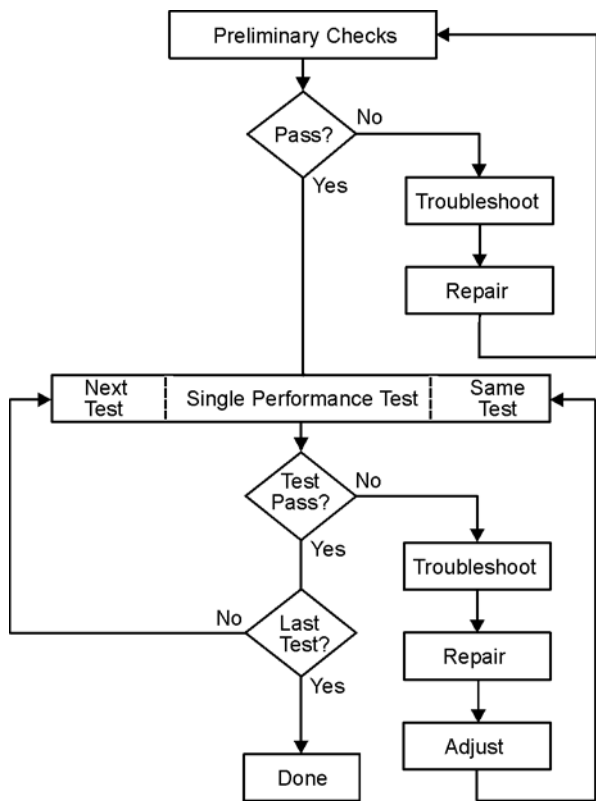 Preliminary Checks
Pass?
No
Yes
Troubleshoot
Repair
Next
Test
Single Performance Test
Same
Test
Test
Pass?
No
Yes
Troubleshoot
Last
Test?
No
Yes
Repair
Adjust
Done